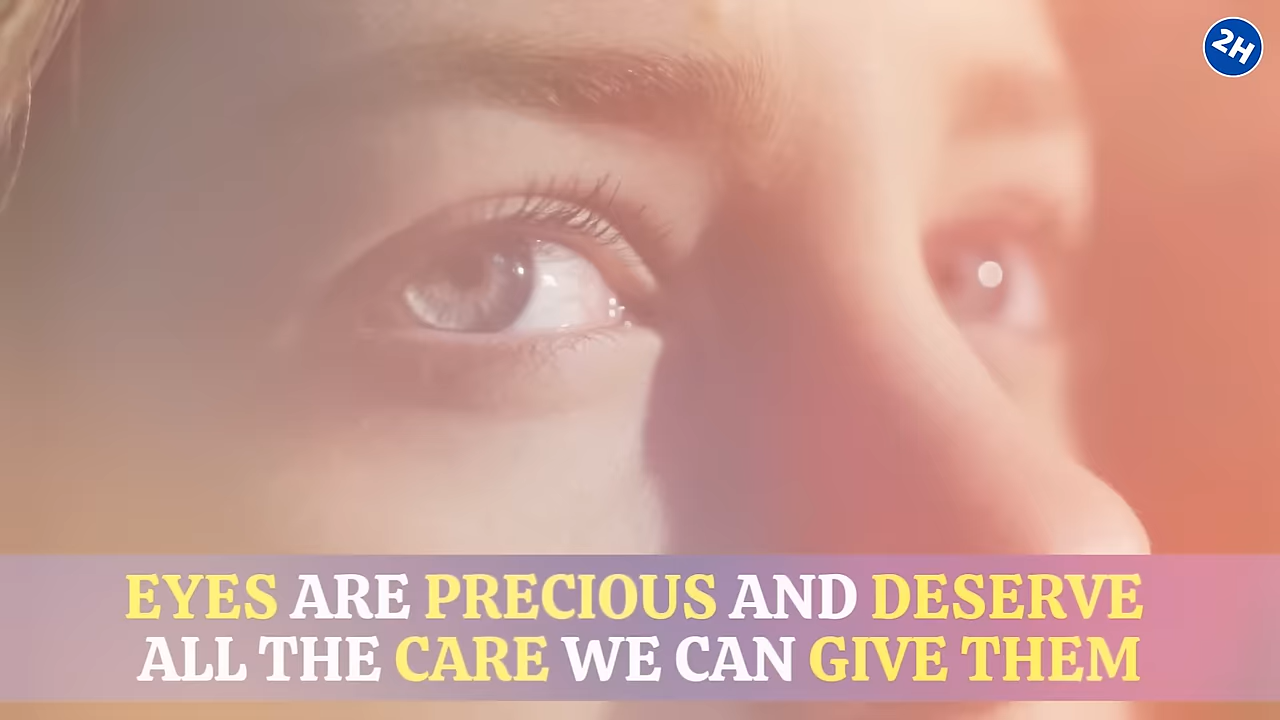 2H
EYES ARE PRECIOUS AND DESERVE
ALL THE CARE WE CAN GIVE THEM